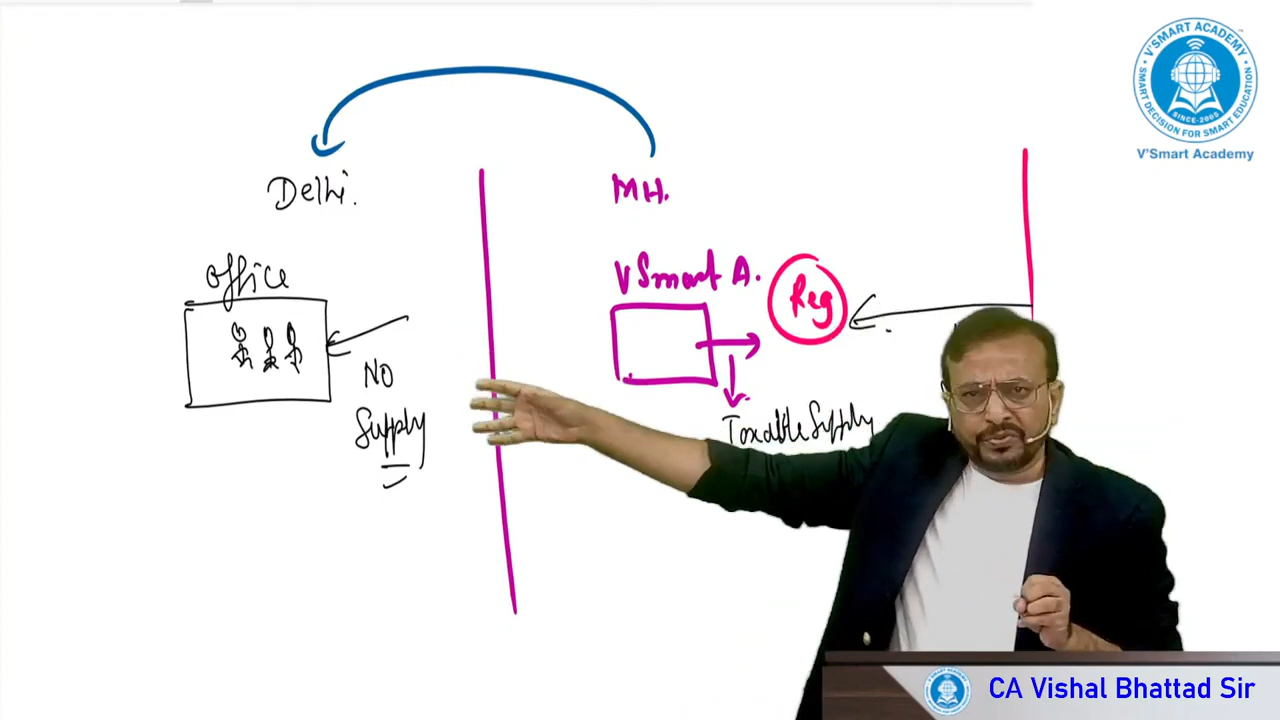 V'SMART ACADEMY
SMART DECISION FOR SMART EDUCATION
SINCE-2005
V'Smart Academy
Delhi.
MH.
Office
VSmart A.
Reg
NO
Supply
Taxable Supply
CA Vishal Bhattad Sir